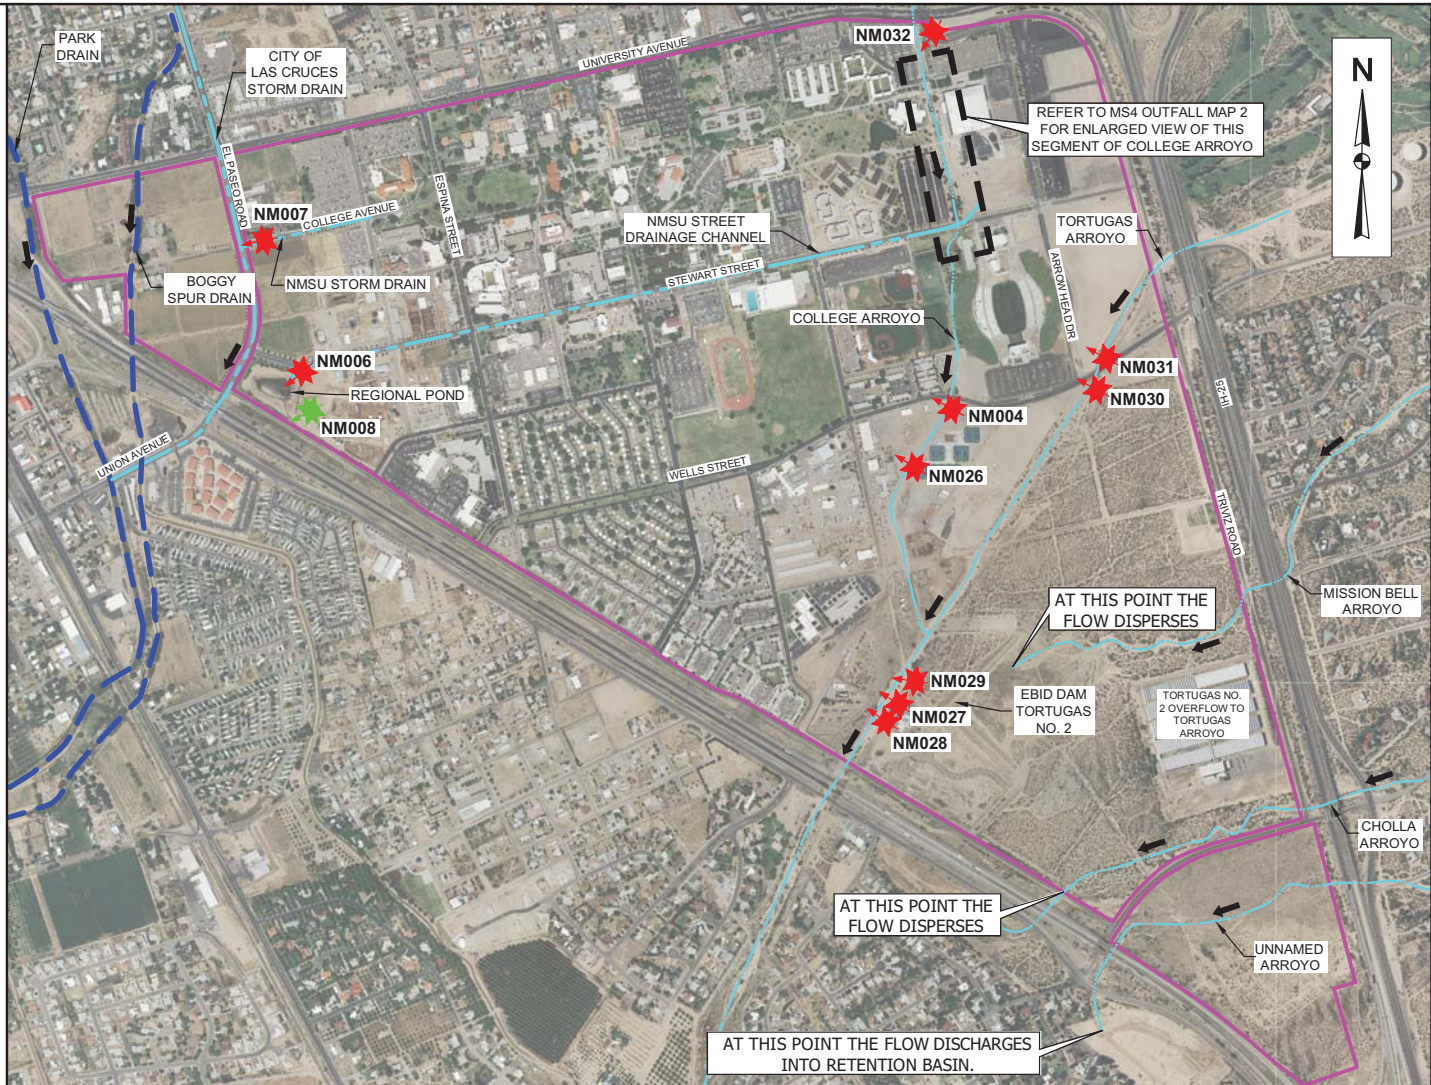 PARK
DRAIN
CITY OF
LAS CRUCES
STORM DRAIN
UNIVERSITY AVENUE
NM032
N
REFER TO MS4 OUTFALL MAP 2
FOR ENLARGED VIEW OF THIS
SEGMENT OF COLLEGE ARROYO
EL PASEO ROAD
NM007
COLLEGE AVENUE
ESPINA STREET
NMSU STREET
DRAINAGE CHANNEL
TORTUGAS
ARROYO
BOGGY
SPUR DRAIN
NMSU STORM DRAIN
STEWART STREET
ARROW HEAD DR
COLLEGE ARROYO
NM006
REGIONAL POND
NM008
NM031
NM030
IH-25
NM004
UNION AVENUE
WELLS STREET
NM026
TRIVIZ ROAD
AT THIS POINT THE
FLOW DISPERSES
MISSION BELL
ARROYO
NM029
NM027
NM028
EBID DAM
TORTUGAS
NO. 2
TORTUGAS NO.
2 OVERFLOW TO
TORTUGAS
ARROYO
CHOLLA
ARROYO
AT THIS POINT THE
FLOW DISPERSES
UNNAMED
ARROYO
AT THIS POINT THE FLOW DISCHARGES
INTO RETENTION BASIN.